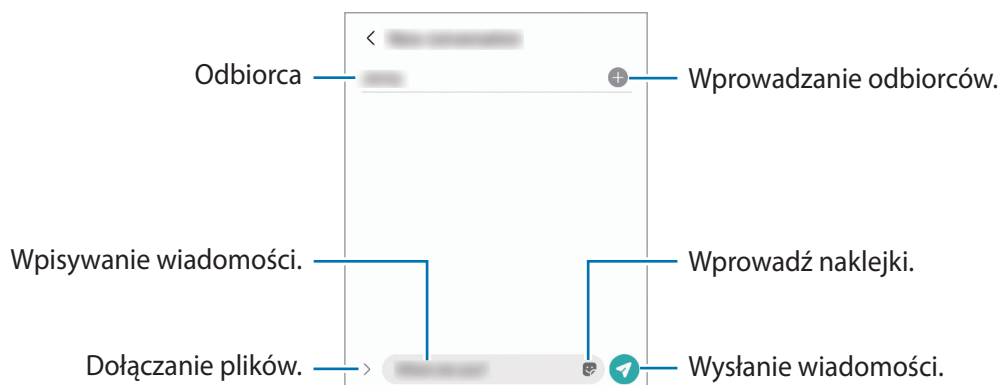 Odbiorca
Wprowadzanie odbiorców.
Wpisywanie wiadomości.
Wprowadź naklejki.
Dołączanie plików.
Wysłanie wiadomości.